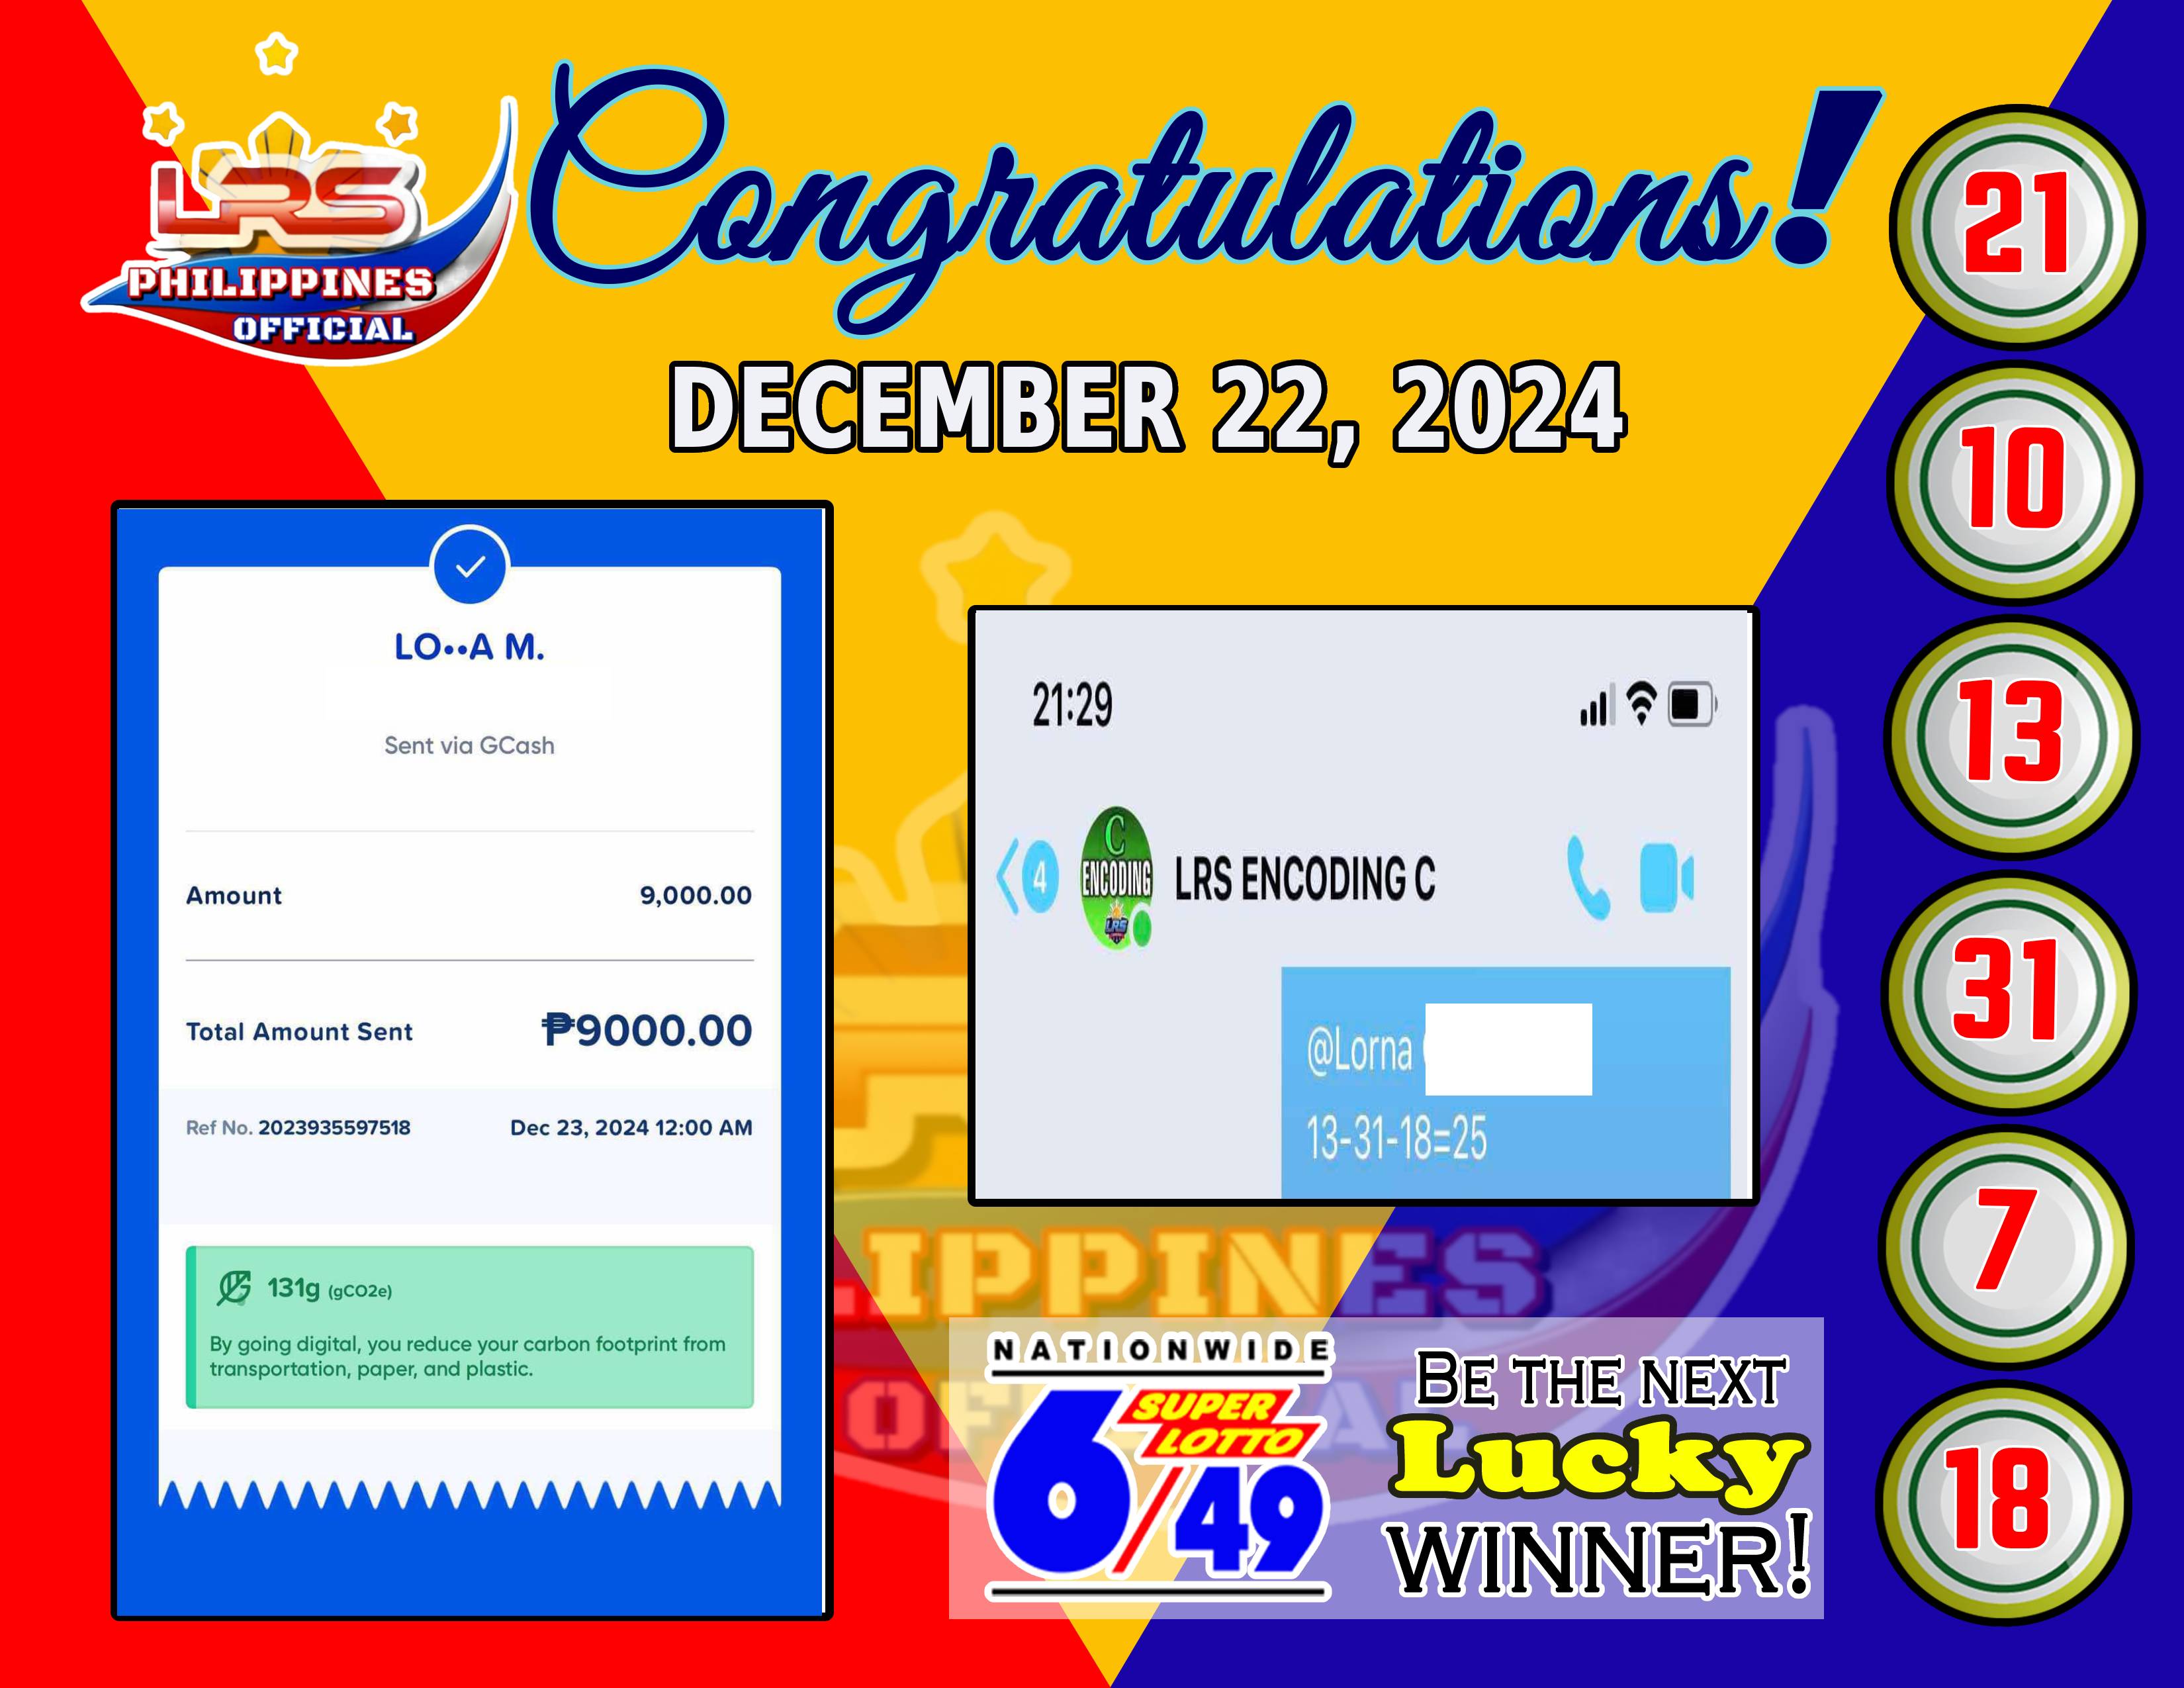 LRS
PHILIPPINES
OFFICIAL
Congratulations!
DECEMBER 22, 2024
LO••A M.
Sent via GCash
Amount 9,000.00
Total Amount Sent ₱9000.00
Ref No. 2023935597518 Dec 23, 2024 12:00 AM
131g (gCO2e)
By going digital, you reduce your carbon footprint from
transportation, paper, and plastic.
21:29
4
C
ENCODING
LRS
LRS ENCODING C
@Lorna
13-31-18=25
LIPPINES
NATIONWIDE
SUPER
LOTTO
6/49
BE THE NEXT
Lucky
WINNER!
21
10
13
31
7
18